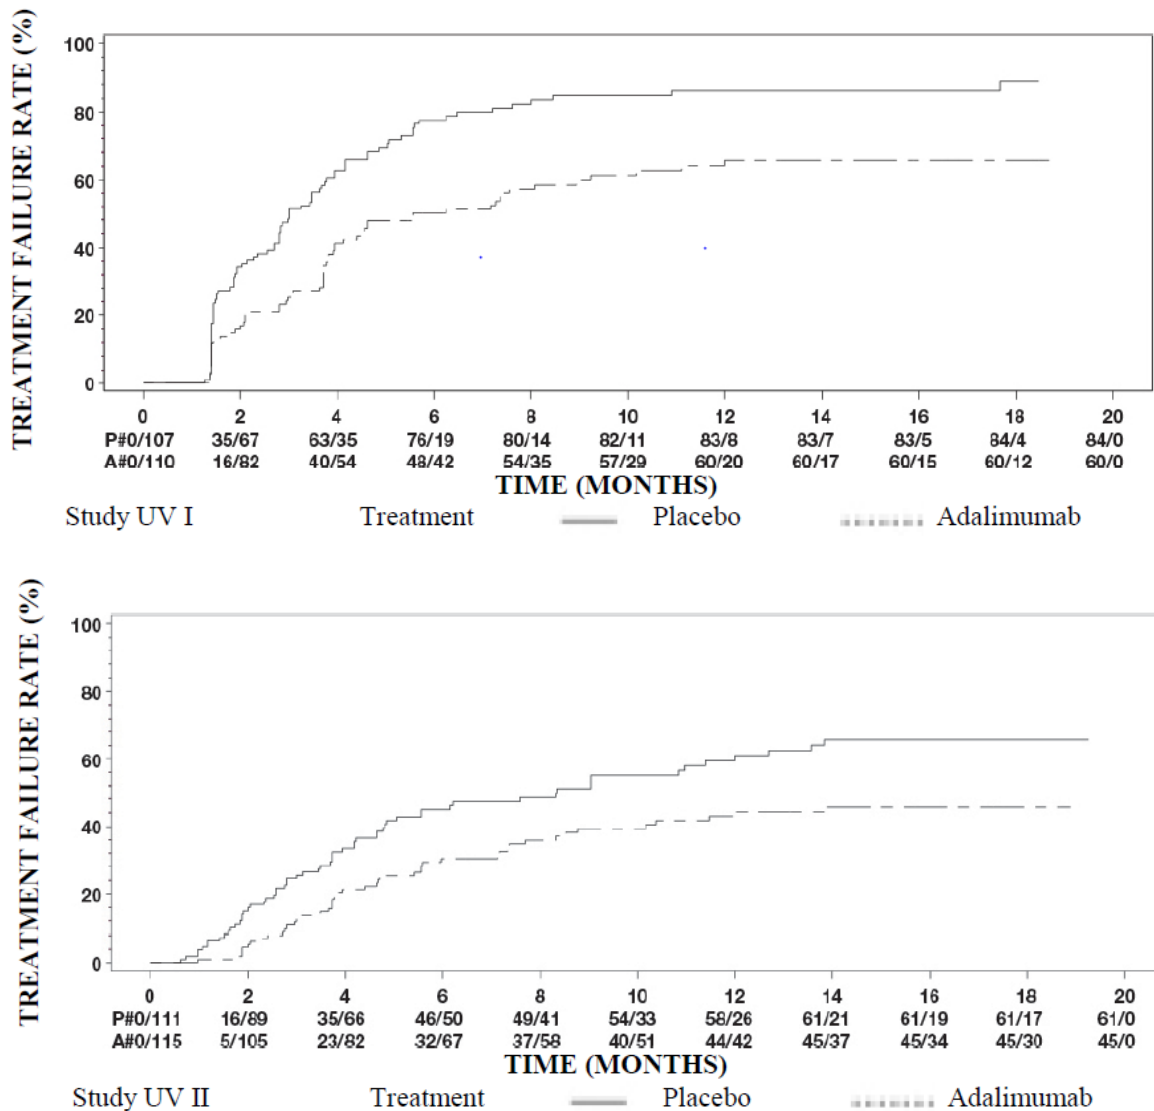 TREATMENT FAILURE RATE (%)
100
80
60
40
20
0
0 2 4 6 8 10 12 14 16 18 20
P#0/107 35/67 63/35 76/19 80/14 82/11 83/8 83/7 83/5 84/4 84/0
A#0/110 16/82 40/54 48/42 54/35 57/29 60/20 60/17 60/15 60/12 60/0
TIME (MONTHS)
Study UV I Treatment Placebo Adalimumab
TREATMENT FAILURE RATE (%)
100
80
60
40
20
0
0 2 4 6 8 10 12 14 16 18 20
P#0/111 16/89 35/66 46/50 49/41 54/33 58/26 61/21 61/19 61/17 61/0
A#0/115 5/105 23/82 32/67 37/58 40/51 44/42 45/37 45/34 45/30 45/0
TIME (MONTHS)
Study UV II Treatment Placebo Adalimumab